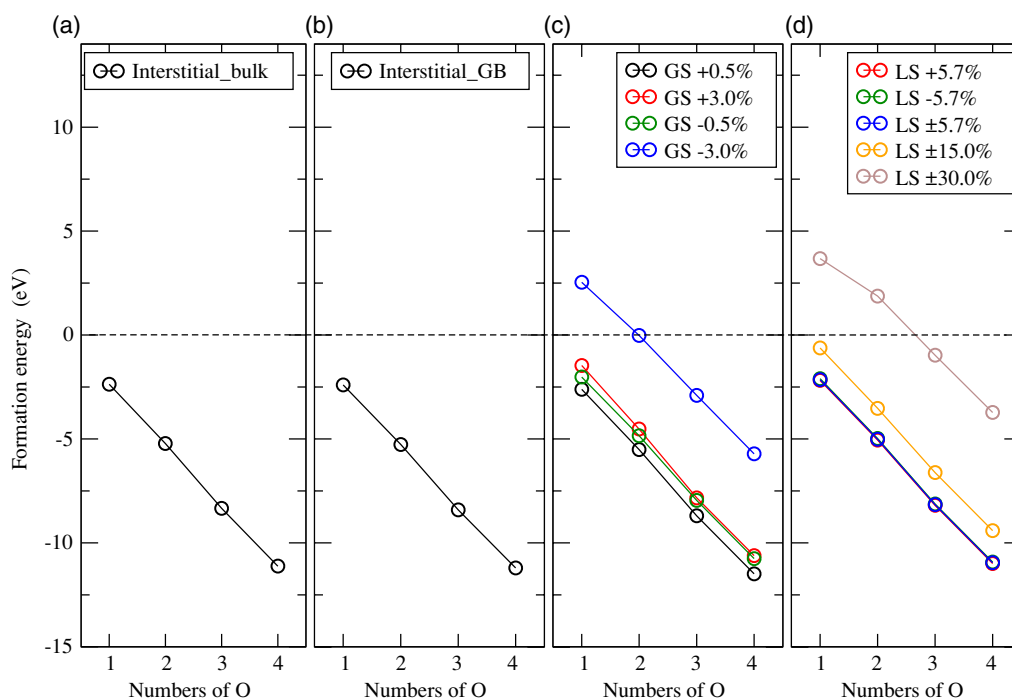 (a)
(b)
(c)
(d)
Interstitial_bulk
Interstitial_GB
GS +0.5%
GS +3.0%
GS -0.5%
GS -3.0%
LS +5.7%
LS -5.7%
LS ±5.7%
LS ±15.0%
LS ±30.0%
Formation energy (eV)
10
5
0
-5
-10
-15
1 2 3 4
1 2 3 4
1 2 3 4
1 2 3 4
Numbers of O
Numbers of O
Numbers of O
Numbers of O